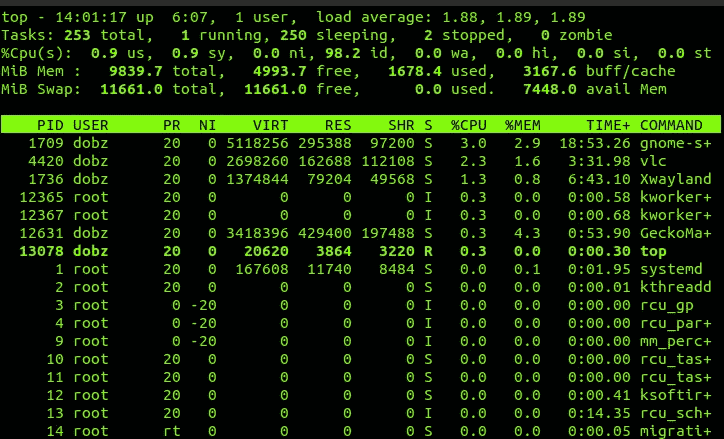 top - 14:01:17 up  6:07,  1 user,  load average: 1.88, 1.89, 1.89
Tasks: 253 total,   1 running, 250 sleeping,   2 stopped,   0 zombie
%Cpu(s):  0.9 us,  0.9 sy,  0.0 ni, 98.2 id,  0.0 wa,  0.0 hi,  0.0 si,  0.0 st
MiB Mem :   9839.7 total,   4993.7 free,   1678.4 used,   3167.6 buff/cache
MiB Swap:  11661.0 total,  11661.0 free,      0.0 used.   7448.0 avail Mem
PID USER      PR  NI    VIRT    RES    SHR S  %CPU  %MEM     TIME+ COMMAND
1709 dobz      20   0 5118256 295388  97200 S   3.0   2.9  18:53.26 gnome-s+
4420 dobz      20   0 2698260 162688 112108 S   2.3   1.6   3:31.98 vlc
1736 dobz      20   0 1374844  79204  49568 S   1.3   0.8   6:43.10 Xwayland
12365 root      20   0       0      0      0 I   0.3   0.0   0:00.58 kworker+
12367 root      20   0       0      0      0 I   0.3   0.0   0:00.68 kworker+
12631 dobz      20   0 3418396 429400 197488 S   0.3   4.3   0:53.90 GeckoMa+
13078 dobz      20   0   20620   3864   3220 R   0.3   0.0   0:00.30 top
1 root      20   0  167608  11740   8484 S   0.0   0.1   0:01.95 systemd
2 root      20   0       0      0      0 S   0.0   0.0   0:00.01 kthreadd
3 root       0 -20       0      0      0 I   0.0   0.0   0:00.00 rcu_gp
4 root       0 -20       0      0      0 I   0.0   0.0   0:00.00 rcu_par+
9 root       0 -20       0      0      0 I   0.0   0.0   0:00.00 mm_perc+
10 root      20   0       0      0      0 S   0.0   0.0   0:00.00 rcu_tas+
11 root      20   0       0      0      0 S   0.0   0.0   0:00.00 rcu_tas+
12 root      20   0       0      0      0 S   0.0   0.0   0:00.41 ksoftir+
13 root      20   0       0      0      0 I   0.0   0.0   0:14.35 rcu_sch+
14 root      rt   0       0      0      0 S   0.0   0.0   0:00.05 migrati+